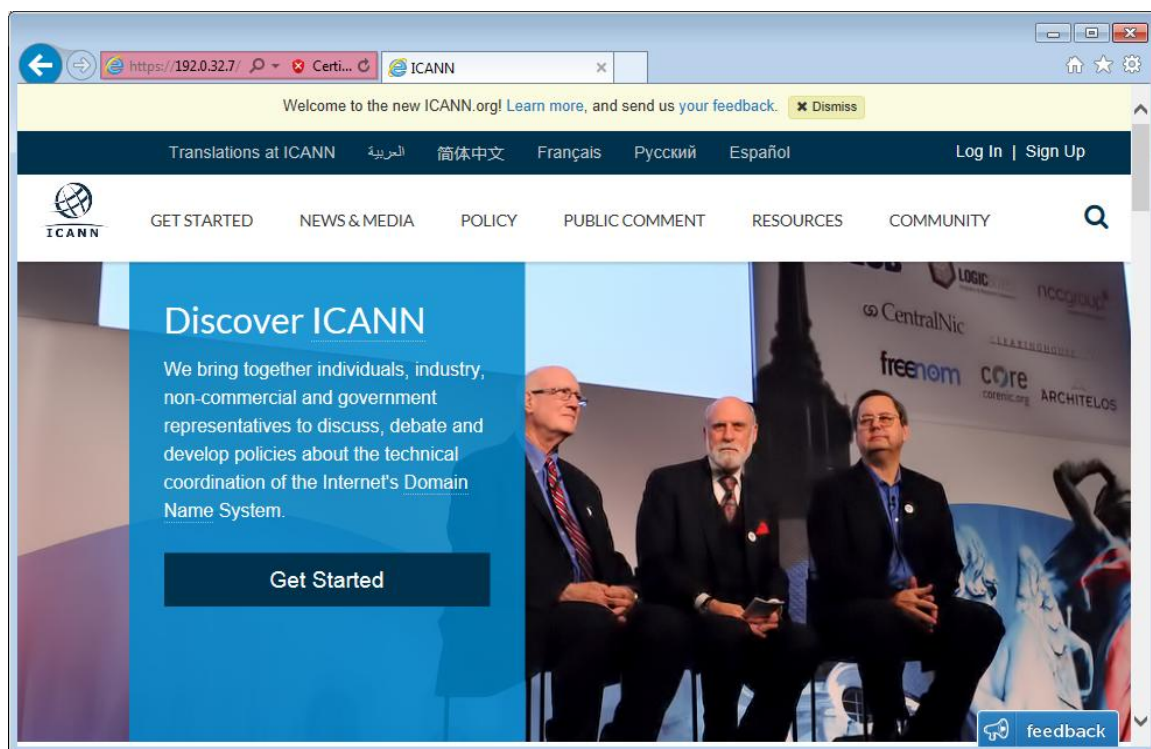 https://192.0.32.7/ Certi... ICANN
Welcome to the new ICANN.org! Learn more, and send us your feedback. ✖ Dismiss
Translations at ICANN العربية 简体中文 Français Русский Español Log In | Sign Up
ICANN
GET STARTED NEWS & MEDIA POLICY PUBLIC COMMENT RESOURCES COMMUNITY
Discover ICANN
We bring together individuals, industry,
non-commercial and government
representatives to discuss, debate and
develop policies about the technical
coordination of the Internet's Domain
Name System.
Get Started
nccgroup
CentralNic
freenom core
corenic.org
ARCHITELOS
feedback